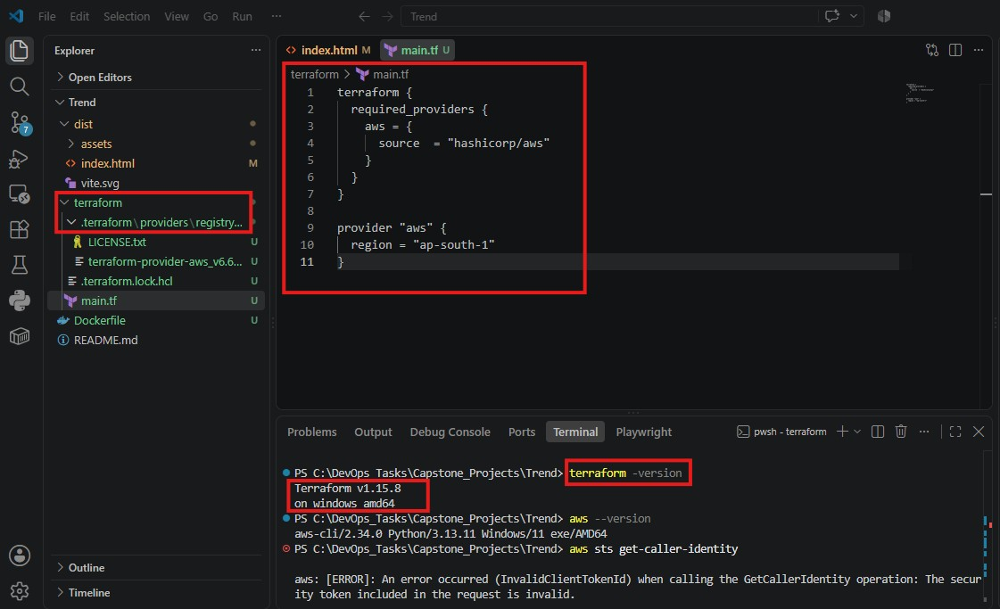 File Edit Selection View Go Run ... Trend
Explorer ...
Open Editors
Trend
dist
assets
index.html M
vite.svg
terraform
.terraform\providers\registry...
LICENSE.txt U
terraform-provider-aws_v6.6... U
.terraform.lock.hcl U
main.tf U
Dockerfile U
README.md
7
Outline
Timeline
index.html M main.tf U
terraform > main.tf
1 terraform {
2 required_providers {
3 aws = {
4 source = "hashicorp/aws"
5 }
6 }
7 }
8
9 provider "aws" {
10 region = "ap-south-1"
11 }
Problems Output Debug Console Ports Terminal Playwright pwsh - terraform
PS C:\DevOps_Tasks\Capstone_Projects\Trend> terraform -version
Terraform v1.15.8
on windows_amd64
PS C:\DevOps_Tasks\Capstone_Projects\Trend> aws --version
aws-cli/2.34.0 Python/3.13.11 Windows/11 exe/AMD64
PS C:\DevOps_Tasks\Capstone_Projects\Trend> aws sts get-caller-identity
aws: [ERROR]: An error occurred (InvalidClientTokenId) when calling the GetCallerIdentity operation: The secur
ity token included in the request is invalid.